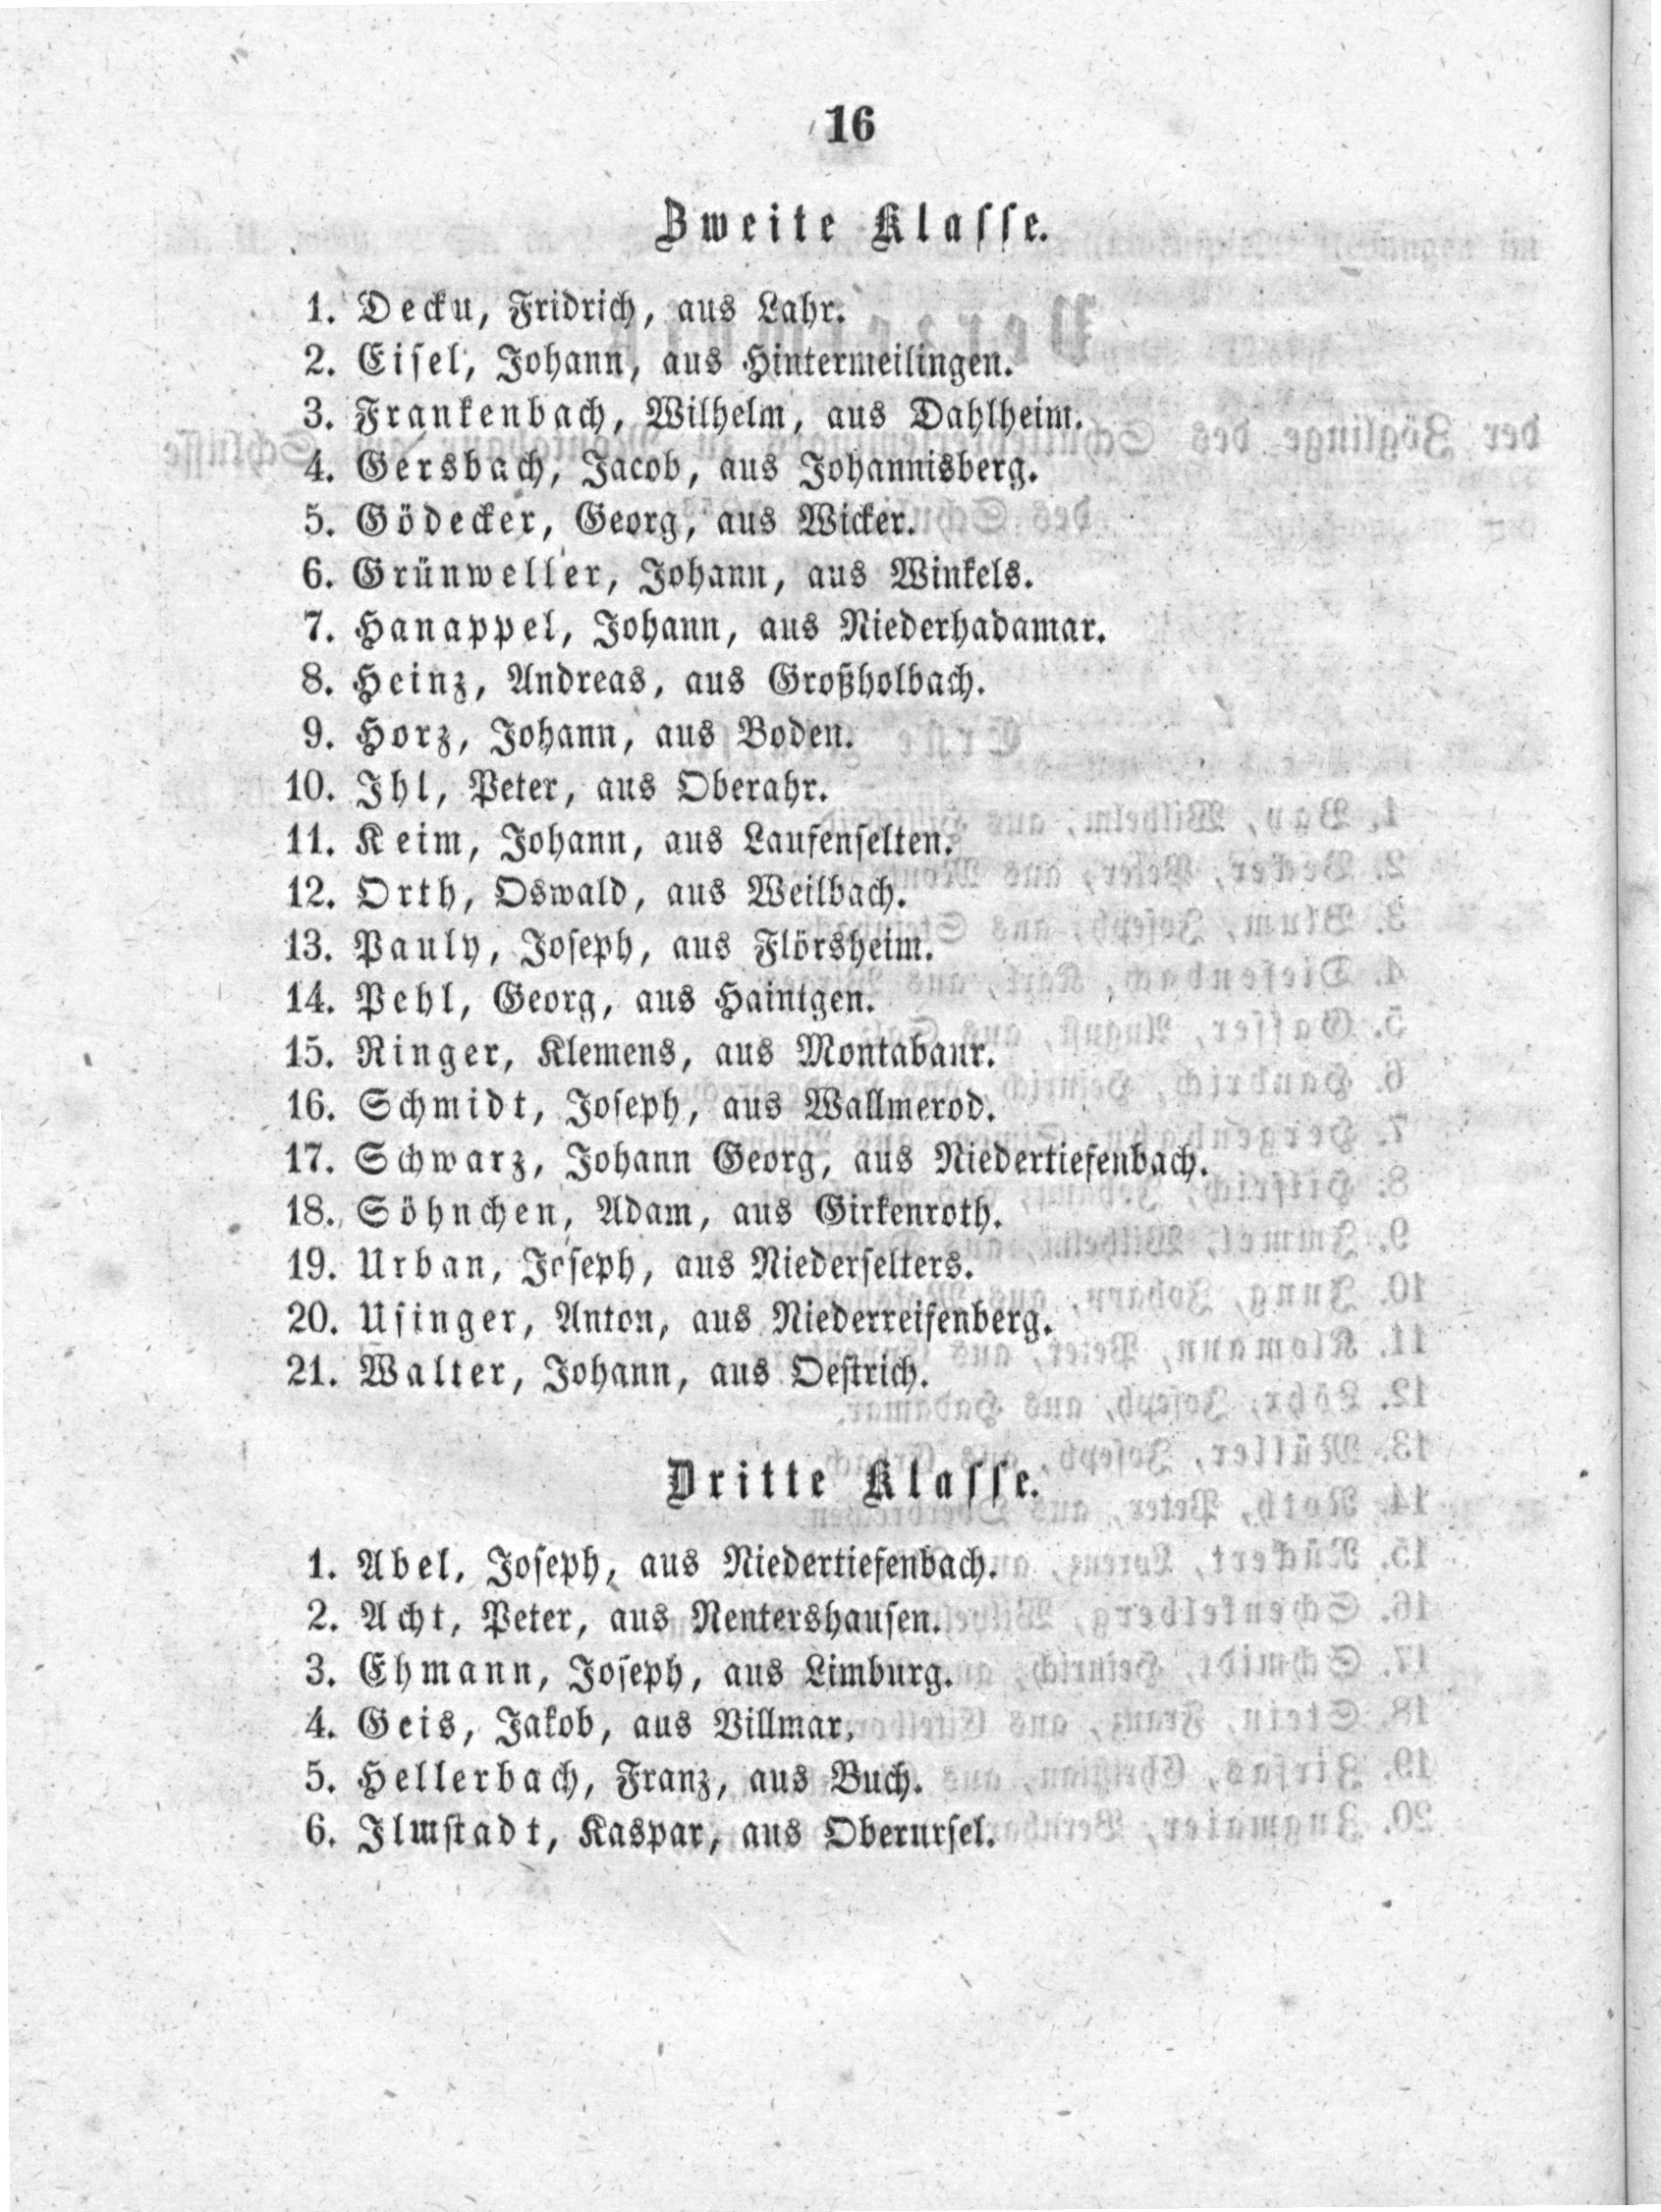 16
Zweite Klasse.
1. Decku, Fridrich, aus Lahr.
2. Eisel, Johann, aus Hintermeilingen.
3. Frankenbach, Wilhelm, aus Dahlheim.
4. Gersbach, Jacob, aus Johannisberg.
5. Gödecker, Georg, aus Wicker.
6. Grünweller, Johann, aus Winkels.
7. Hanappel, Johann, aus Niederhadamar.
8. Heinz, Andreas, aus Großholbach.
9. Horz, Johann, aus Boden.
10. Ihl, Peter, aus Oberahr.
11. Keim, Johann, aus Laufenselten.
12. Orth, Oswald, aus Weilbach.
13. Pauly, Joseph, aus Flörsheim.
14. Pehl, Georg, aus Haintgen.
15. Ringer, Klemens, aus Montabaur.
16. Schmidt, Joseph, aus Wallmerod.
17. Schwarz, Johann Georg, aus Niedertiefenbach.
18. Söhnchen, Adam, aus Girkenroth.
19. Urban, Joseph, aus Niederselters.
20. Usinger, Anton, aus Niederreifenberg.
21. Walter, Johann, aus Oestrich.
Dritte Klasse.
1. Abel, Joseph, aus Niedertiefenbach.
2. Acht, Peter, aus Nentershausen.
3. Ehmann, Joseph, aus Limburg.
4. Geis, Jakob, aus Villmar.
5. Hellerbach, Franz, aus Buch.
6. Ilmstadt, Kaspar, aus Oberursel.